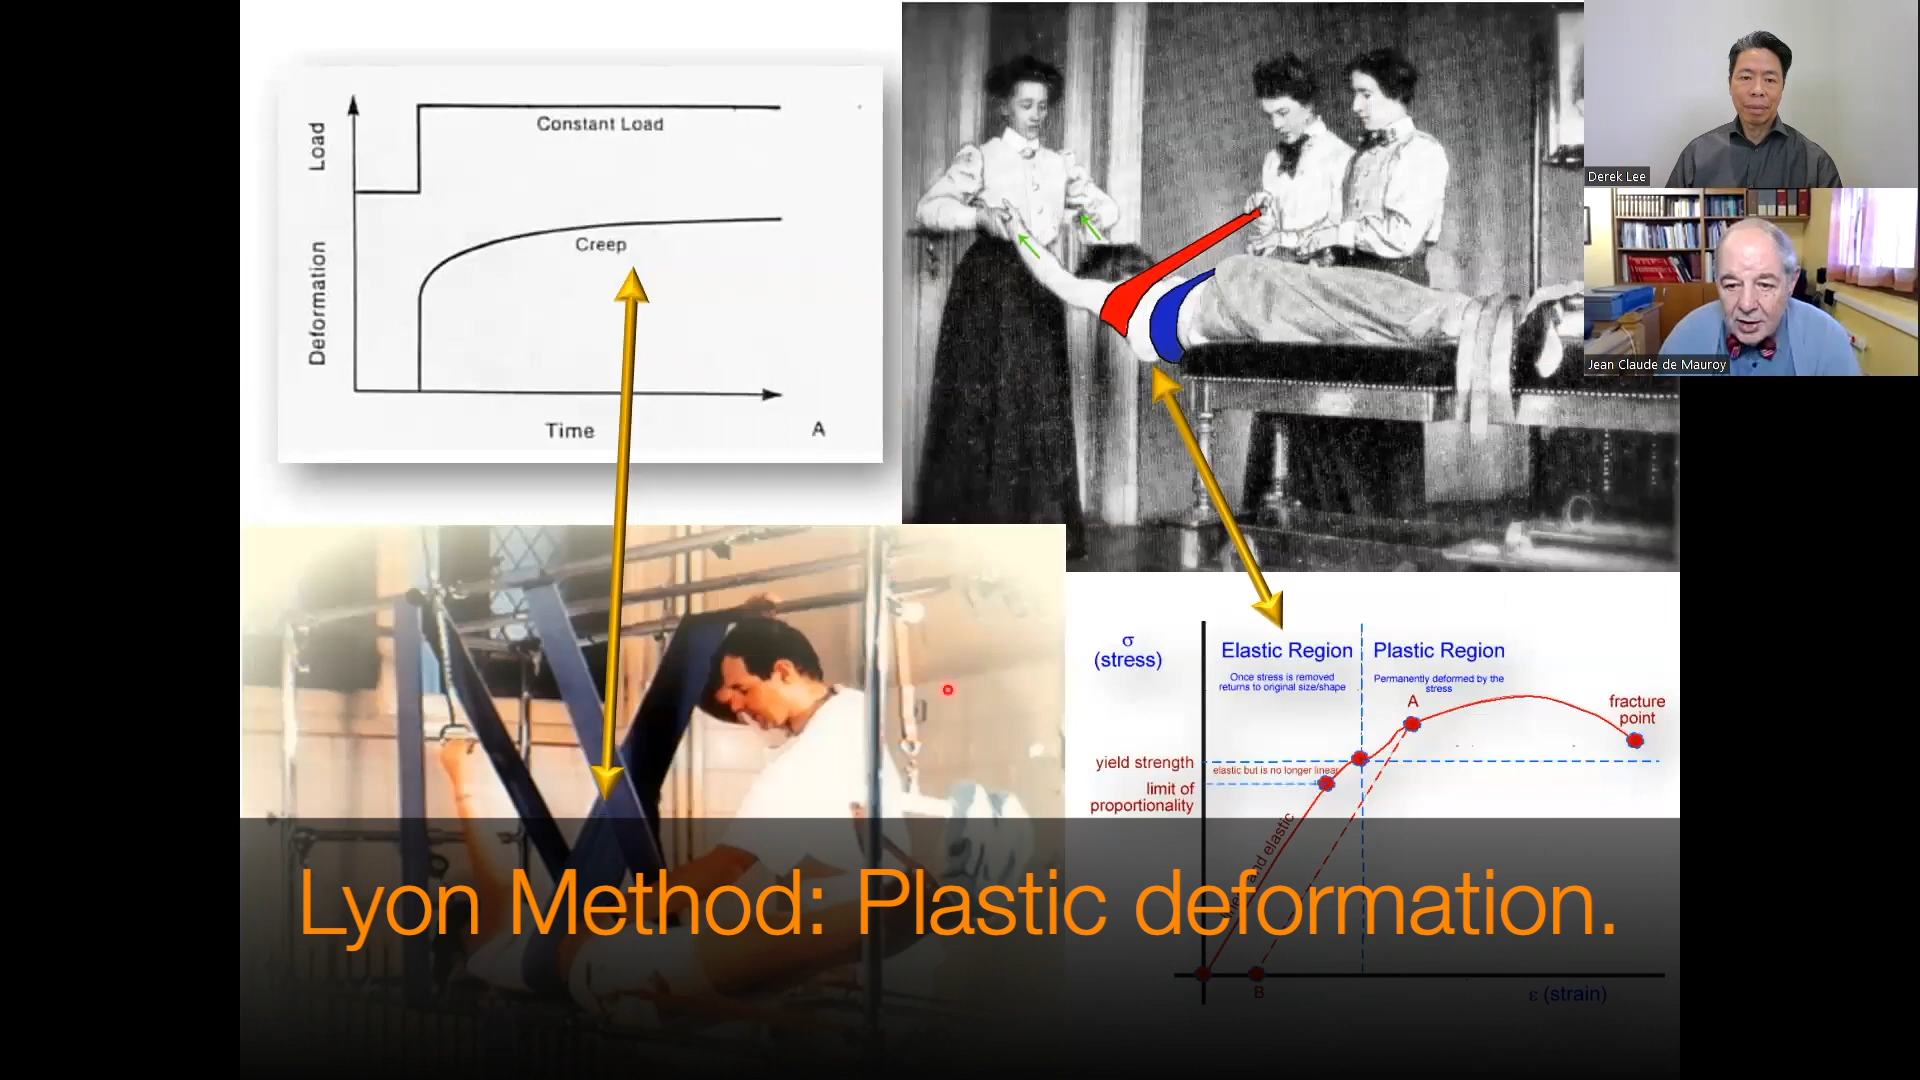 Load
Constant Load
Creep
Deformation
Time
A
Derek Lee
Jean Claude de Mauroy
σ
(stress)
Elastic Region
Once stress is removed
returns to original size/shape
Plastic Region
Permanently deformed by the
stress
A
fracture
point
yield strength
elastic but is no longer linear
limit of
proportionality
and elastic
B
ε (strain)
Lyon Method: Plastic deformation.